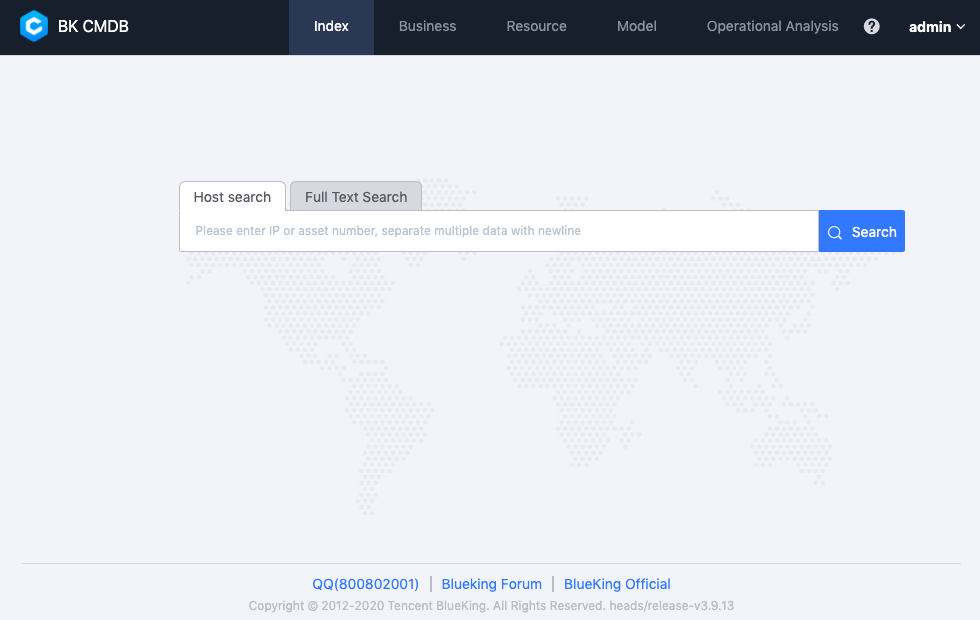 BK CMDB Index Business Resource Model Operational Analysis ? admin
Host search Full Text Search
Please enter IP or asset number, separate multiple data with newline Search
QQ(800802001) | Blueking Forum | BlueKing Official
Copyright © 2012-2020 Tencent BlueKing. All Rights Reserved. heads/release-v3.9.13